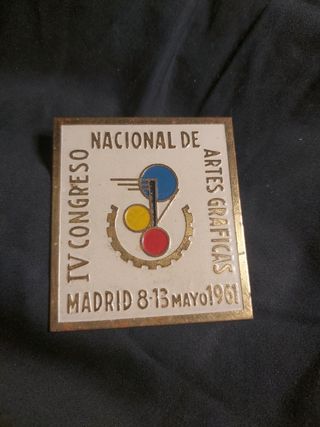 IV CONGRESO
NACIONAL DE
ARTES GRAFICAS
MADRID 8-13 MAYO 1961